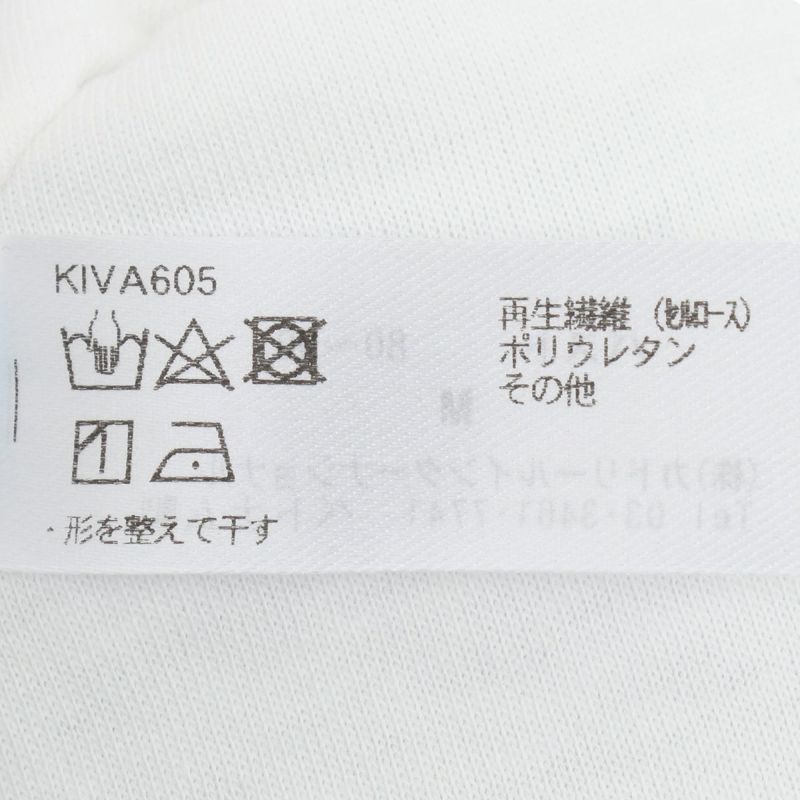 KIVA605
再生繊維(セルロース)
ポリウレタン
その他
・形を整えて干す
M